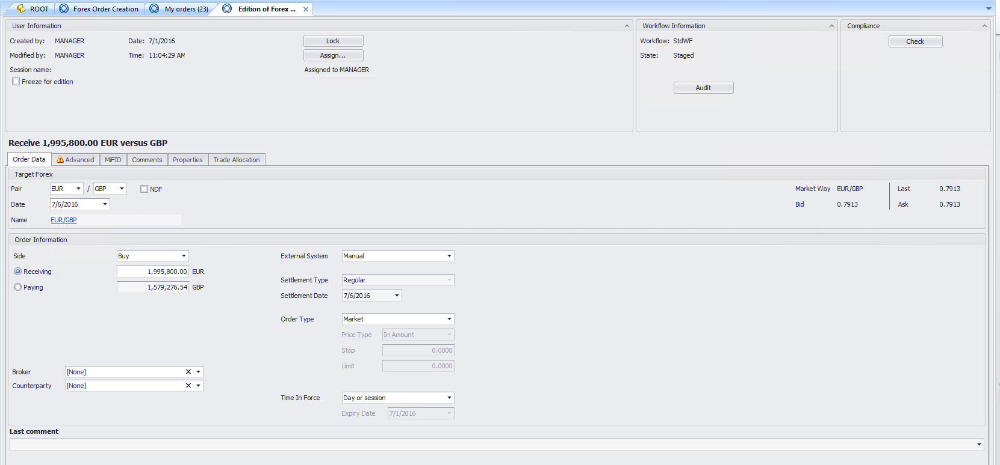 ROOT Forex Order Creation My orders (23) Edition of Forex ...
User Information Workflow Information Compliance
Created by: MANAGER Date: 7/1/2016 Lock Workflow: StdWF Check
Modified by: MANAGER Time: 11:04:29 AM Assign... State: Staged
Session name: Assigned to MANAGER
Freeze for edition
Audit
Receive 1,995,800.00 EUR versus GBP
Order Data Advanced MiFID Comments Properties Trade Allocation
Target Forex
Pair EUR / GBP NDF Market Way EUR/GBP Last 0.7913
Date 7/6/2016 Bid 0.7913 Ask 0.7913
Name EUR/GBP
Order Information
Side Buy External System Manual
Receiving 1,995,800.00 EUR
Settlement Type Regular
Paying 1,579,276.54 GBP
Settlement Date 7/6/2016
Order Type Market
Price Type In Amount
Stop 0.0000
Limit 0.0000
Broker [None]
Counterparty [None]
Time In Force Day or session
Expiry Date 7/1/2016
Last comment